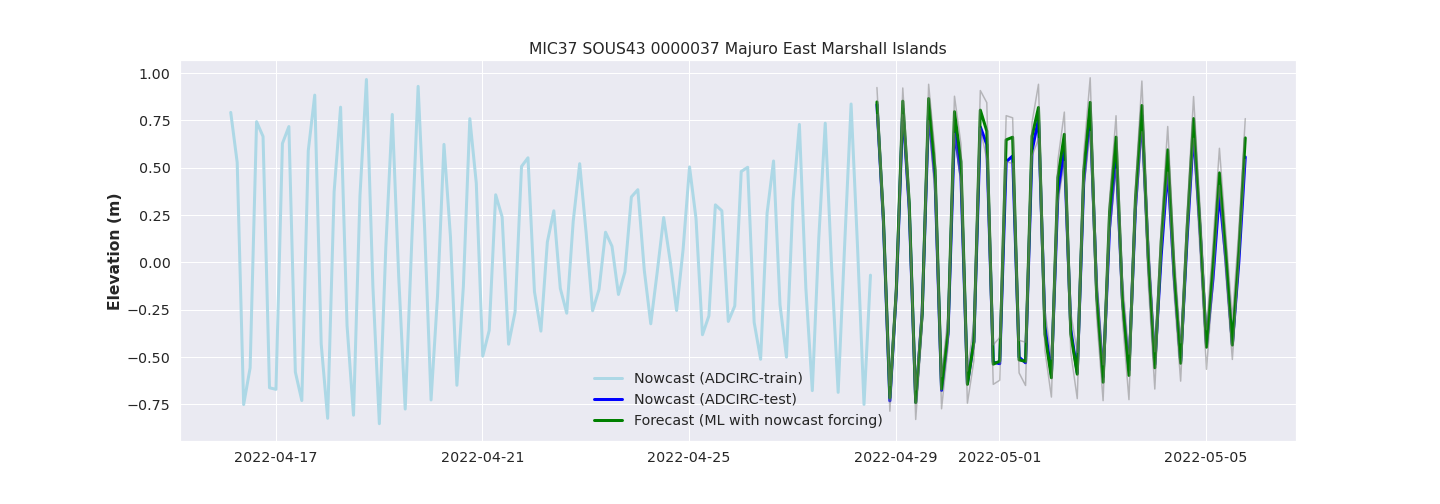 MIC37 SOUS43 0000037 Majuro East Marshall Islands
Elevation (m)
1.00
0.75
0.50
0.25
0.00
−0.25
−0.50
−0.75
Nowcast (ADCIRC-train)
Nowcast (ADCIRC-test)
Forecast (ML with nowcast forcing)
2022-04-17 2022-04-21 2022-04-25 2022-04-29 2022-05-01 2022-05-05